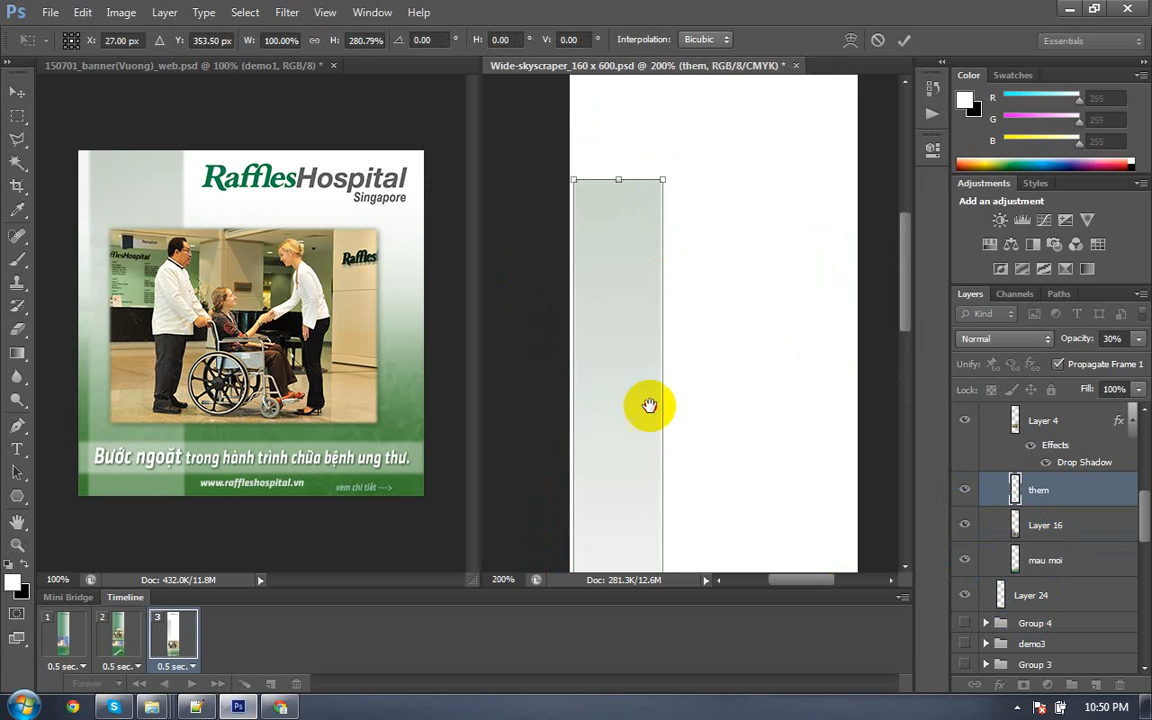 Ps File Edit Image Layer Type Select Filter View Window Help
X: 27.00 px Y: 353.50 px W: 100.00% H: 280.79% 0.00 ° H: 0.00 ° V: 0.00 ° Interpolation: Bicubic Essentials
150701_banner(Vuong)_web.psd @ 100% (demo1, RGB/8) * ×
Wide-skyscraper_160 x 600.psd @ 200% (them, RGB/8/CMYK) * ×
RafflesHospital
Singapore
Raffles
Bước ngoặt trong hành trình chữa bệnh ung thư.
www.raffleshospital.vn
xem chi tiết --->
100% Doc: 432.0K/11.8M
200% Doc: 281.3K/12.6M
Mini Bridge Timeline
1 2 3
0.5 sec. 0.5 sec. 0.5 sec.
Forever
Color Swatches
R 255
G 255
B 255
Adjustments Styles
Add an adjustment
Layers Channels Paths
Kind
Normal Opacity: 30%
Unify: Propagate Frame 1
Lock: Fill: 100%
Layer 4 fx
Effects
Drop Shadow
them
Layer 16
mau moi
Layer 24
Group 4
demo3
Group 3
fx
10:50 PM